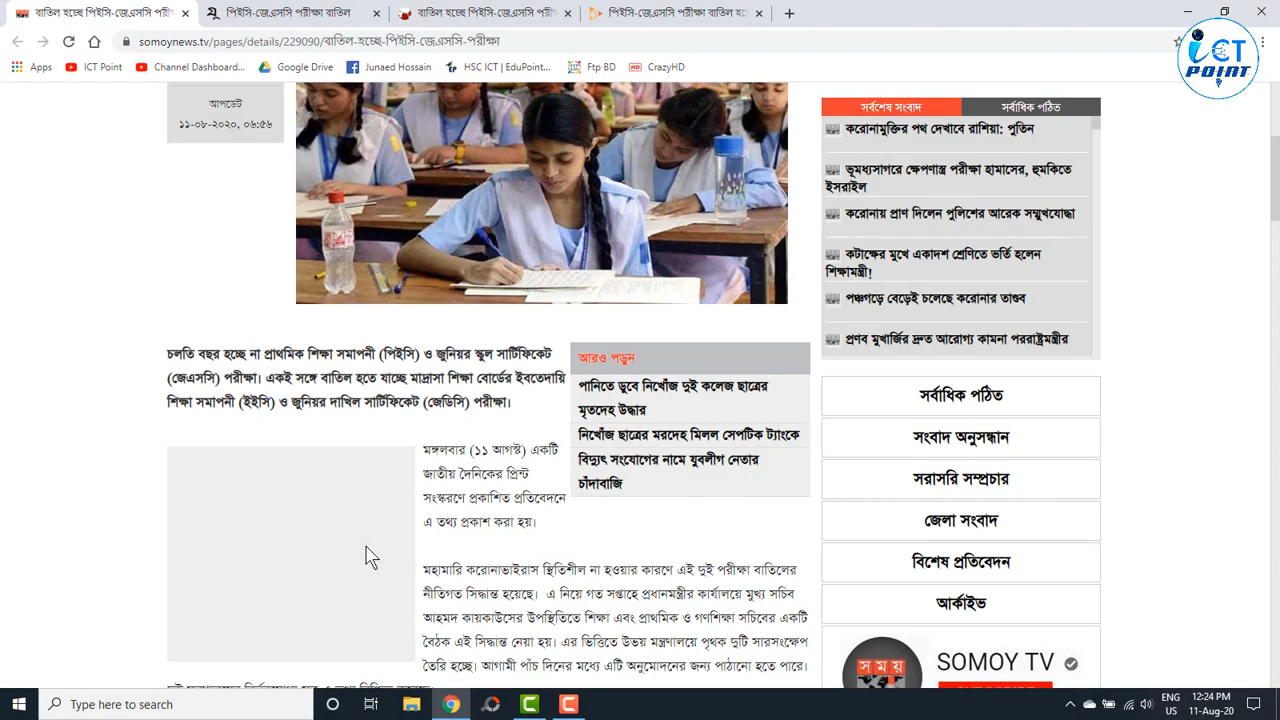 বাতিল হচ্ছে পিইসি-জেএসসি পরীক্ষ
পিইসি-জেএসসি পরীক্ষা বাতিল
বাতিল হচ্ছে পিইসি-জেএসসি পরীক্ষ
পিইসি-জেএসসি পরীক্ষা বাতিল হচ
somoynews.tv/pages/details/229090/বাতিল-হচ্ছে-পিইসি-জেএসসি-পরীক্ষা
Apps
ICT Point
Channel Dashboard...
Google Drive
Junaed Hossain
HSC ICT | EduPoint...
Ftp BD
CrazyHD
iCT
POINT
আপডেট
১১-০৮-২০২০, ০৬:৫৬
সর্বশেষ সংবাদ
সর্বাধিক পঠিত
করোনামুক্তির পথ দেখাবে রাশিয়া: পুতিন
ভূমধ্যসাগরে ক্ষেপণাস্ত্র পরীক্ষা হামাসের, হুমকিতে
ইসরাইল
করোনায় প্রাণ দিলেন পুলিশের আরেক সম্মুখযোদ্ধা
কটাক্ষের মুখে একাদশ শ্রেণিতে ভর্তি হলেন
শিক্ষামন্ত্রী!
পঞ্চগড়ে বেড়েই চলেছে করোনার তাণ্ডব
প্রণব মুখার্জির দ্রুত আরোগ্য কামনা পররাষ্ট্রমন্ত্রীর
চলতি বছর হচ্ছে না প্রাথমিক শিক্ষা সমাপনী (পিইসি) ও জুনিয়র স্কুল সার্টিফিকেট
(জেএসসি) পরীক্ষা। একই সঙ্গে বাতিল হতে যাচ্ছে মাদ্রাসা শিক্ষা বোর্ডের ইবতেদায়ি
শিক্ষা সমাপনী (ইইসি) ও জুনিয়র দাখিল সার্টিফিকেট (জেডিসি) পরীক্ষা।
আরও পড়ুন
পানিতে ডুবে নিখোঁজ দুই কলেজ ছাত্রের
মৃতদেহ উদ্ধার
নিখোঁজ ছাত্রের মরদেহ মিলল সেপটিক ট্যাংকে
বিদ্যুৎ সংযোগের নামে যুবলীগ নেতার
চাঁদাবাজি
মঙ্গলবার (১১ আগস্ট) একটি
জাতীয় দৈনিকের প্রিন্ট
সংস্করণে প্রকাশিত প্রতিবেদনে
এ তথ্য প্রকাশ করা হয়।
মহামারি করোনাভাইরাস স্থিতিশীল না হওয়ার কারণে এই দুই পরীক্ষা বাতিলের
নীতিগত সিদ্ধান্ত হয়েছে। এ নিয়ে গত সপ্তাহে প্রধানমন্ত্রীর কার্যালয়ে মুখ্য সচিব
আহমদ কায়কাউসের উপস্থিতিতে শিক্ষা এবং প্রাথমিক ও গণশিক্ষা সচিবের একটি
বৈঠক এই সিদ্ধান্ত নেয়া হয়। এর ভিত্তিতে উভয় মন্ত্রণালয়ে পৃথক দুটি সারসংক্ষেপ
তৈরি হচ্ছে। আগামী পাঁচ দিনের মধ্যে এটি অনুমোদনের জন্য পাঠানো হতে পারে।
সর্বাধিক পঠিত
সংবাদ অনুসন্ধান
সরাসরি সম্প্রচার
জেলা সংবাদ
বিশেষ প্রতিবেদন
আর্কাইভ
সময়
SOMOY TV
Type here to search
ENG
US
12:24 PM
11-Aug-20